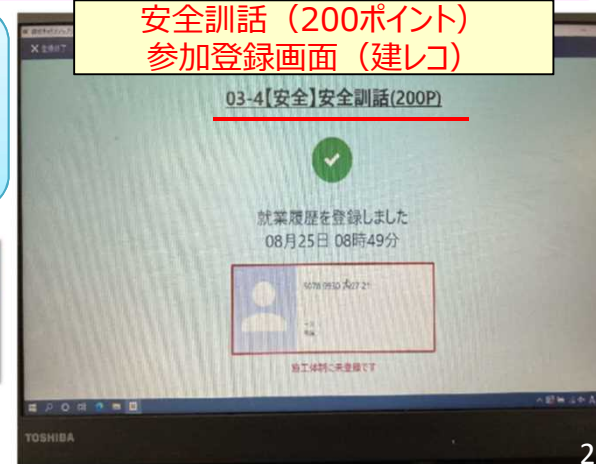 安全訓話（200ポイント）
参加登録画面（建レコ）
03-4【安全】安全訓話(200P)
就業履歴を登録しました
08月25日 08時49分
施工体制に未登録です
TOSHIBA
2